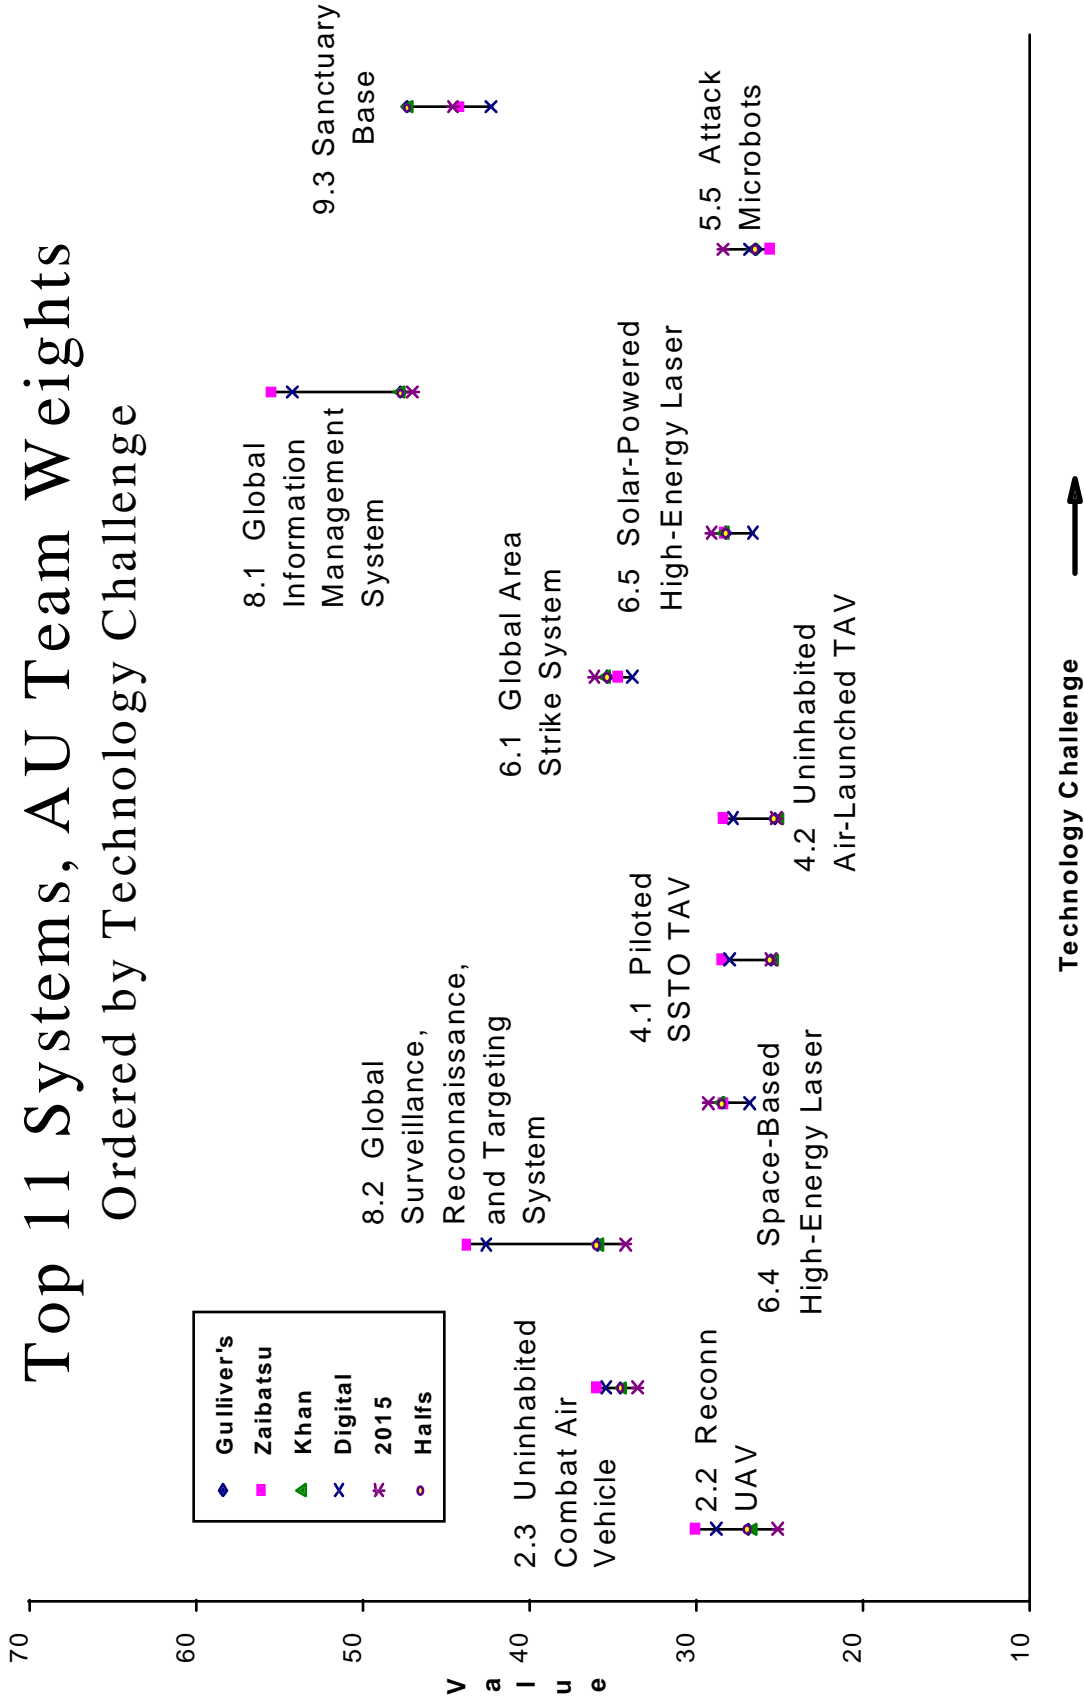 Top 11 Systems, AU Team Weights
Ordered by Technology Challenge
70
60
50
40
30
20
10
Value
Gulliver's
Zaibatsu
Khan
Digital
2015
Halfs
2.2 Reconn
UAV
2.3 Uninhabited
Combat Air
Vehicle
8.2 Global
Surveillance,
Reconnaissance,
and Targeting
System
6.4 Space-Based
High-Energy Laser
4.1 Piloted
SSTO TAV
4.2 Uninhabited
Air-Launched TAV
6.1 Global Area
Strike System
6.5 Solar-Powered
High-Energy Laser
8.1 Global
Information
Management
System
5.5 Attack
Microbots
9.3 Sanctuary
Base
Technology Challenge